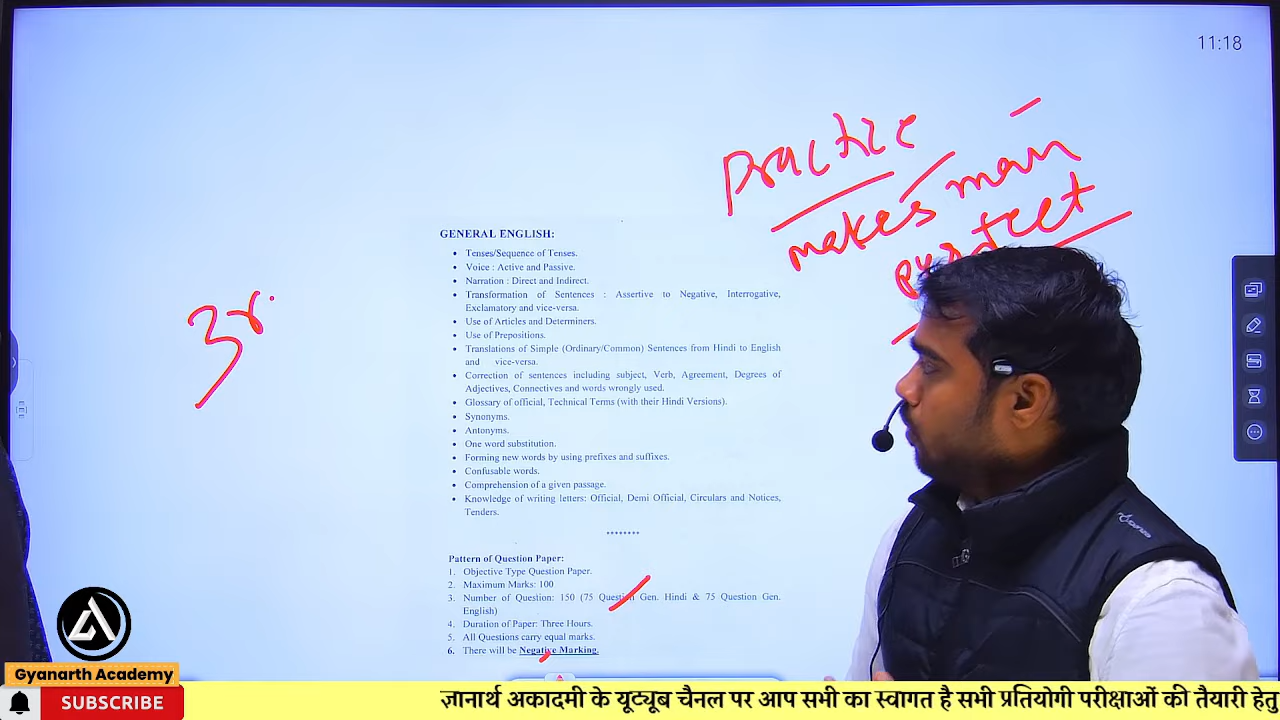 11:18
Practice
makes man
perfect
GENERAL ENGLISH:
• Tenses/Sequence of Tenses.
• Voice : Active and Passive.
• Narration : Direct and Indirect.
• Transformation of Sentences : Assertive to Negative, Interrogative,
Exclamatory and vice-versa.
• Use of Articles and Determiners.
• Use of Prepositions.
• Translations of Simple (Ordinary/Common) Sentences from Hindi to English
and vice-versa.
• Correction of sentences including subject, Verb, Agreement, Degrees of
Adjectives, Connectives and words wrongly used.
• Glossary of official, Technical Terms (with their Hindi Versions).
• Synonyms.
• Antonyms.
• One word substitution.
• Forming new words by using prefixes and suffixes.
• Confusable words.
• Comprehension of a given passage.
• Knowledge of writing letters: Official, Demi Official, Circulars and Notices,
Tenders.
********
Pattern of Question Paper:
1. Objective Type Question Paper.
2. Maximum Marks: 100
3. Number of Question: 150 (75 Question Gen. Hindi & 75 Question Gen.
English)
4. Duration of Paper: Three Hours.
5. All Questions carry equal marks.
6. There will be Negative Marking.
Gyanarth Academy
SUBSCRIBE
ज्ञानार्थ अकादमी के यूट्यूब चैनल पर आप सभी का स्वागत है सभी प्रतियोगी परीक्षाओं की तैयारी हेतु